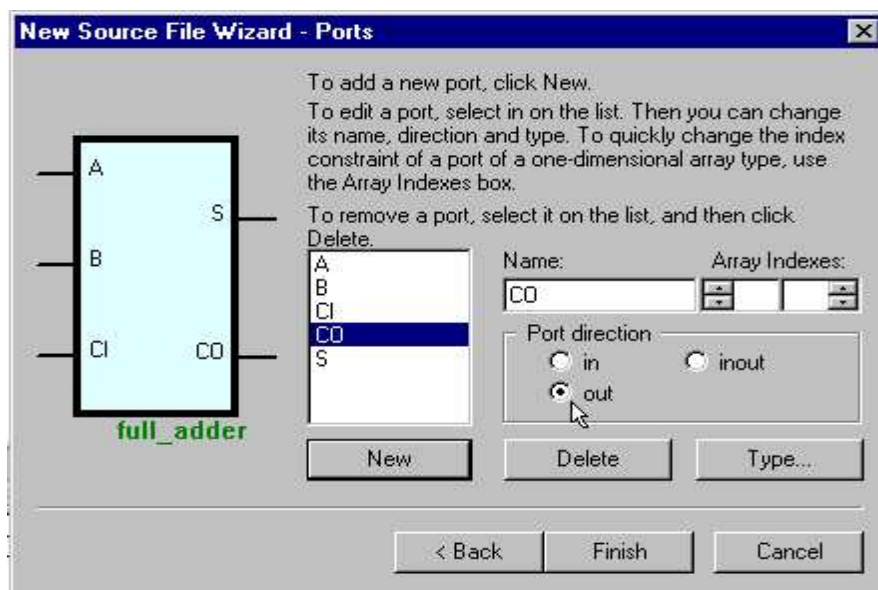 New Source File Wizard - Ports
To add a new port, click New.
To edit a port, select in on the list. Then you can change
its name, direction and type. To quickly change the index
constraint of a port of a one-dimensional array type, use
the Array Indexes box.
To remove a port, select it on the list, and then click
Delete.
A
B
CI
S
CO
full_adder
A
B
CI
CO
S
Name:
Array Indexes:
CO
Port direction
in
inout
out
New
Delete
Type...
< Back
Finish
Cancel